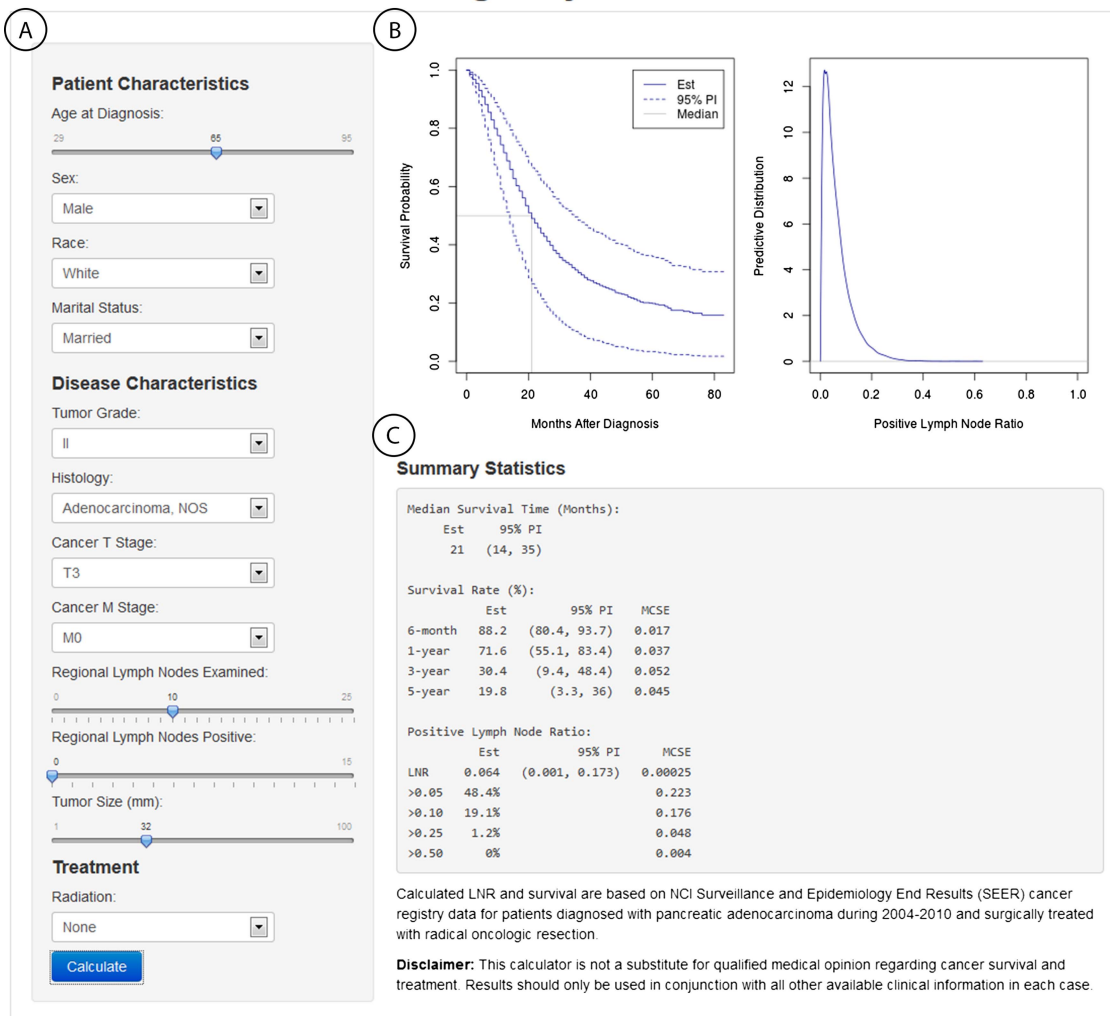 A
Patient Characteristics
Age at Diagnosis:
29 65 95
Sex:
Male
Race:
White
Marital Status:
Married
Disease Characteristics
Tumor Grade:
II
Histology:
Adenocarcinoma, NOS
Cancer T Stage:
T3
Cancer M Stage:
M0
Regional Lymph Nodes Examined:
0 10 25
Regional Lymph Nodes Positive:
0 15
Tumor Size (mm):
1 32 100
Treatment
Radiation:
None
Calculate
B
Survival Probability
1.0
0.8
0.6
0.4
0.2
0.0
Est
95% PI
Median
0 20 40 60 80
Months After Diagnosis
Predictive Distribution
12
10
8
6
4
2
0
0.0 0.2 0.4 0.6 0.8 1.0
Positive Lymph Node Ratio
C
Summary Statistics
Median Survival Time (Months):
Est 95% PI
21 (14, 35)
Survival Rate (%):
Est 95% PI MCSE
6-month 88.2 (80.4, 93.7) 0.017
1-year 71.6 (55.1, 83.4) 0.037
3-year 30.4 (9.4, 48.4) 0.052
5-year 19.8 (3.3, 36) 0.045
Positive Lymph Node Ratio:
Est 95% PI MCSE
LNR 0.064 (0.001, 0.173) 0.00025
>0.05 48.4% 0.223
>0.10 19.1% 0.176
>0.25 1.2% 0.048
>0.50 0% 0.004
Calculated LNR and survival are based on NCI Surveillance and Epidemiology End Results (SEER) cancer
registry data for patients diagnosed with pancreatic adenocarcinoma during 2004-2010 and surgically treated
with radical oncologic resection.
Disclaimer: This calculator is not a substitute for qualified medical opinion regarding cancer survival and
treatment. Results should only be used in conjunction with all other available clinical information in each case.